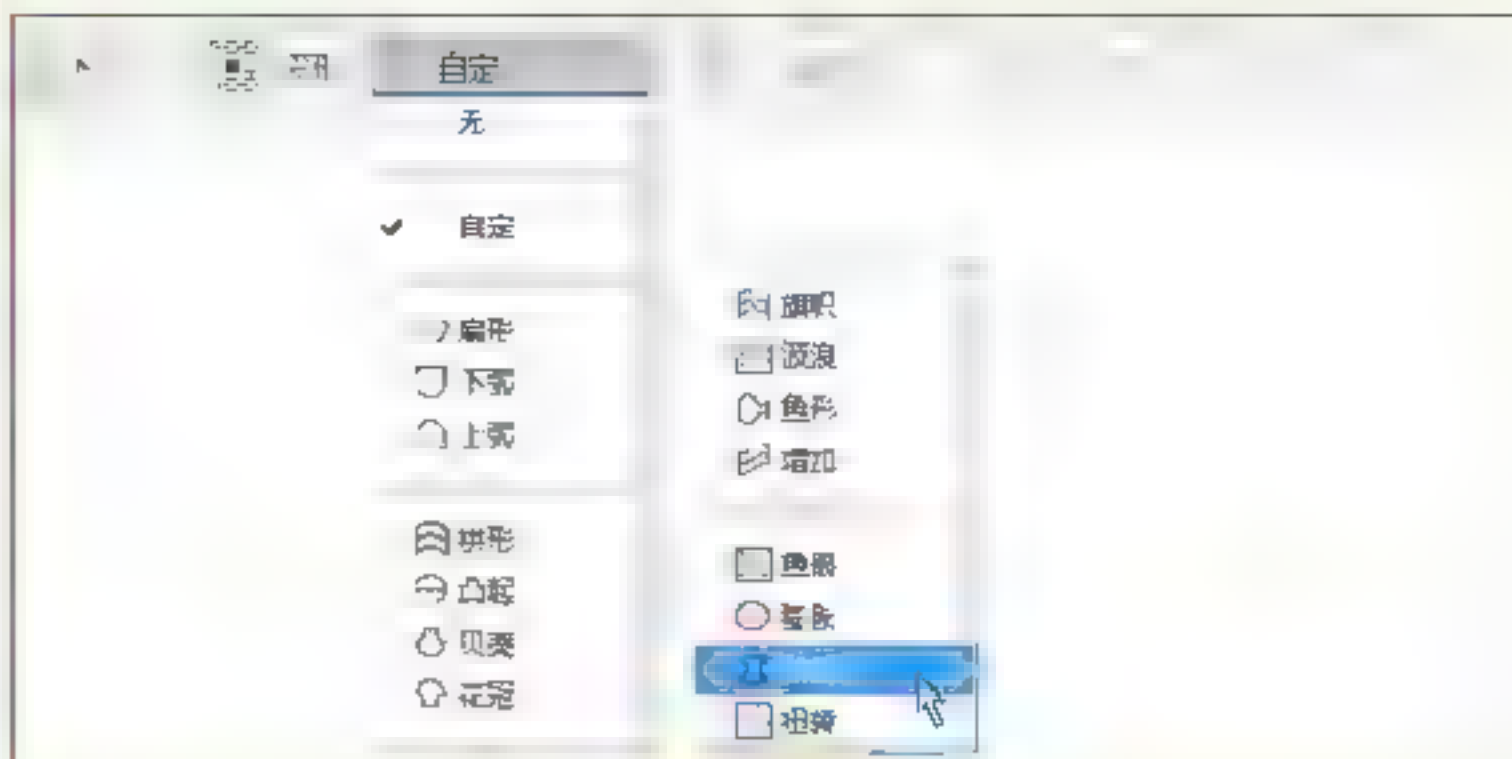 自定
无
自定
扇形
下弧
上弧
拱形
凸起
贝壳
花冠
旗帜
波浪
鱼形
增加
鱼眼
膨胀
扭转